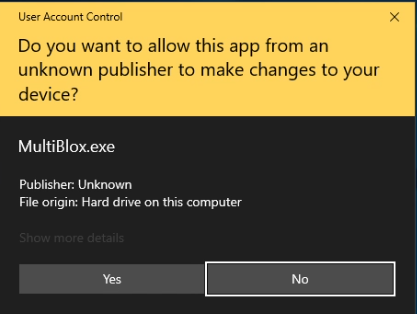 User Account Control
Do you want to allow this app from an
unknown publisher to make changes to your
device?
MultiBlox.exe
Publisher: Unknown
File origin: Hard drive on this computer
Show more details
Yes
No